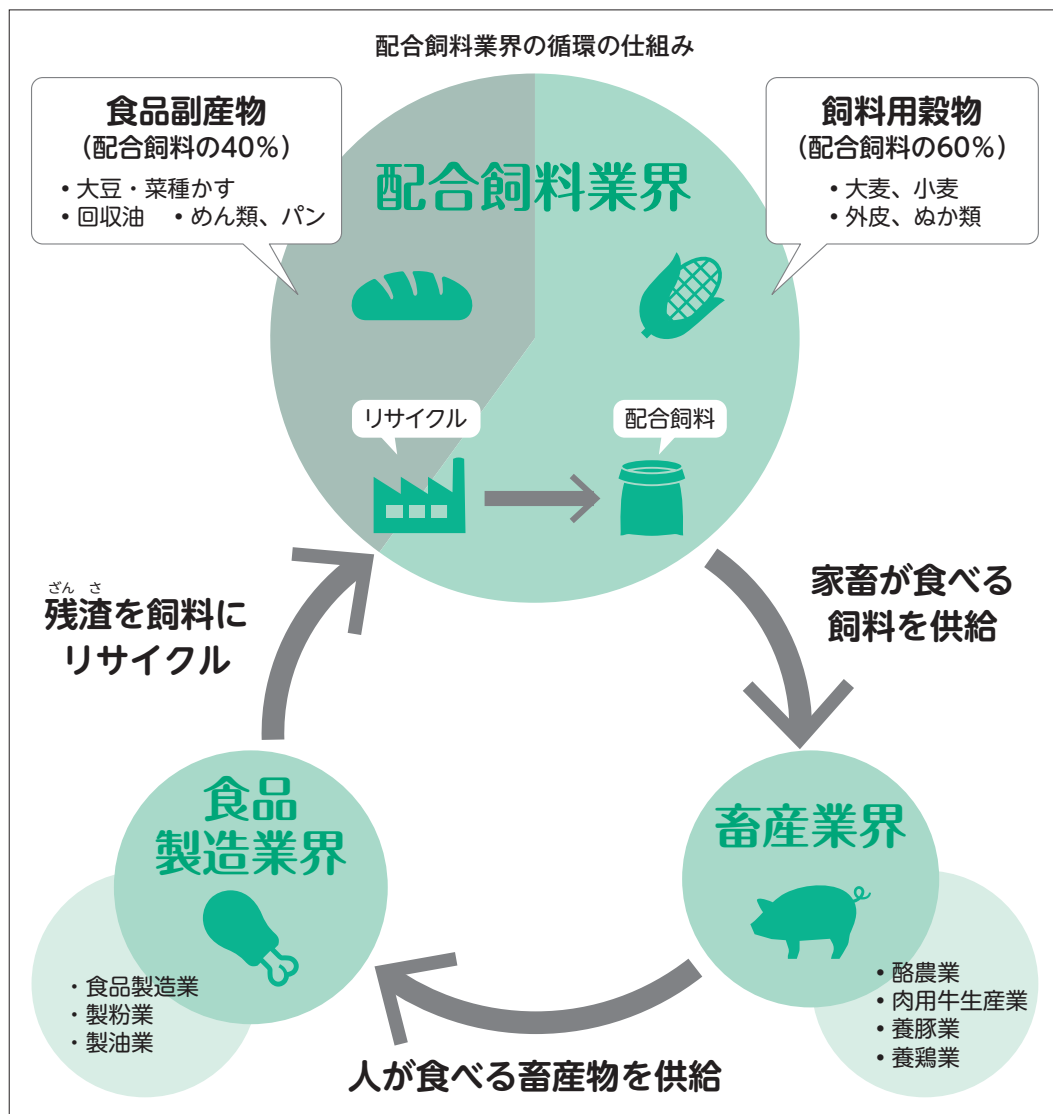 配合飼料業界の循環の仕組み
食品副産物
(配合飼料の40%)
• 大豆・菜種かす
• 回収油 • めん類、パン
飼料用穀物
(配合飼料の60%)
• 大麦、小麦
• 外皮、ぬか類
配合飼料業界
リサイクル
配合飼料
家畜が食べる
飼料を供給
ざん さ
残渣を飼料に
リサイクル
食品
製造業界
・食品製造業
・製粉業
・製油業
畜産業界
• 酪農業
• 肉用牛生産業
• 養豚業
• 養鶏業
人が食べる畜産物を供給